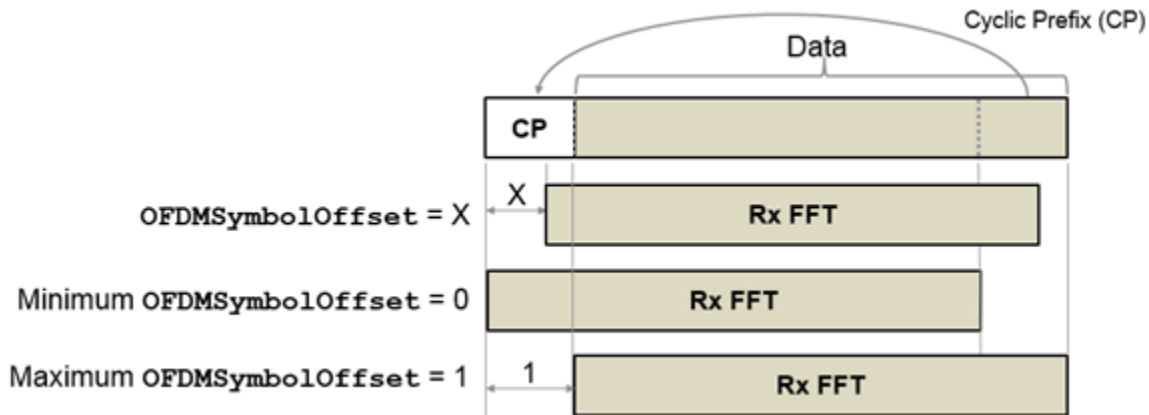 Cyclic Prefix (CP)
Data
CP
X
OFDMSymbolOffset = X
Rx FFT
Minimum OFDMSymbolOffset = 0
Rx FFT
Maximum OFDMSymbolOffset = 1
1
Rx FFT